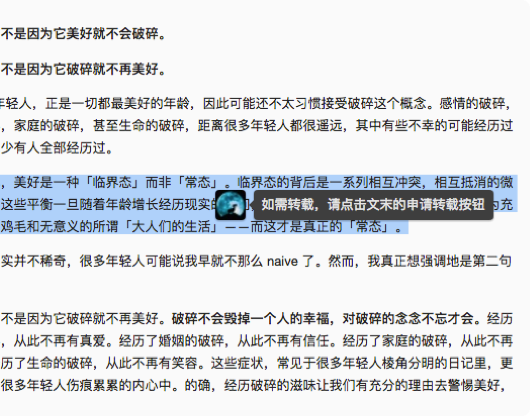 不是因为它美好就不会破碎。
不是因为它破碎就不再美好。
年轻人，正是一切都最美好的年龄，因此可能还不太习惯接受破碎这个概念。感情的破碎，
，家庭的破碎，甚至生命的破碎，距离很多年轻人都很遥远，其中有些不幸的可能经历过
少有人全部经历过。
，美好是一种「临界态」而非「常态」。临界态的背后是一系列相互冲突，相互抵消的微
这些平衡一旦随着年龄增长经历现实的
如需转载，请点击文末的申请转载按钮
为充
鸡毛和无意义的所谓「大人们的生活」——而这才是真正的「常态」。
实并不稀奇，很多年轻人可能说我早就不那么 naive 了。然而，我真正想强调地是第二句
不是因为它破碎就不再美好。破碎不会毁掉一个人的幸福，对破碎的念念不忘才会。经历
，从此不再有真爱。经历了婚姻的破碎，从此不再有信任。经历了家庭的破碎，从此不再
历了生命的破碎，从此不再有笑容。这些症状，常见于很多年轻人棱角分明的日记里，更
很多年轻人伤痕累累的内心中。的确，经历破碎的滋味让我们有充分的理由去警惕美好，